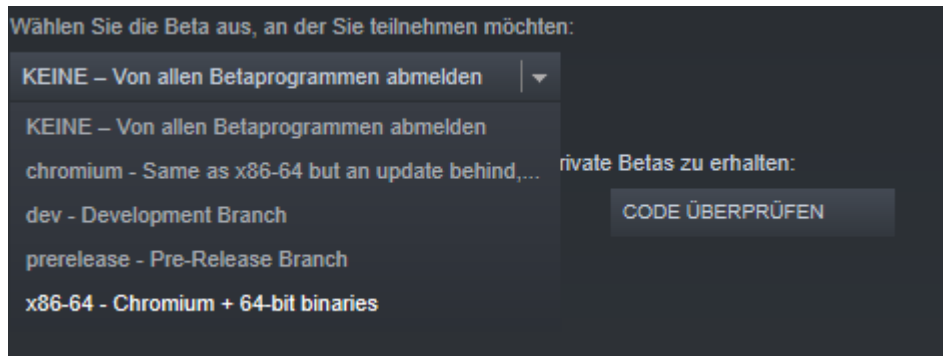 Wählen Sie die Beta aus, an der Sie teilnehmen möchten:
KEINE – Von allen Betaprogrammen abmelden
KEINE – Von allen Betaprogrammen abmelden
chromium - Same as x86-64 but an update behind,...
rivate Betas zu erhalten:
dev - Development Branch
CODE ÜBERPRÜFEN
prerelease - Pre-Release Branch
x86-64 - Chromium + 64-bit binaries